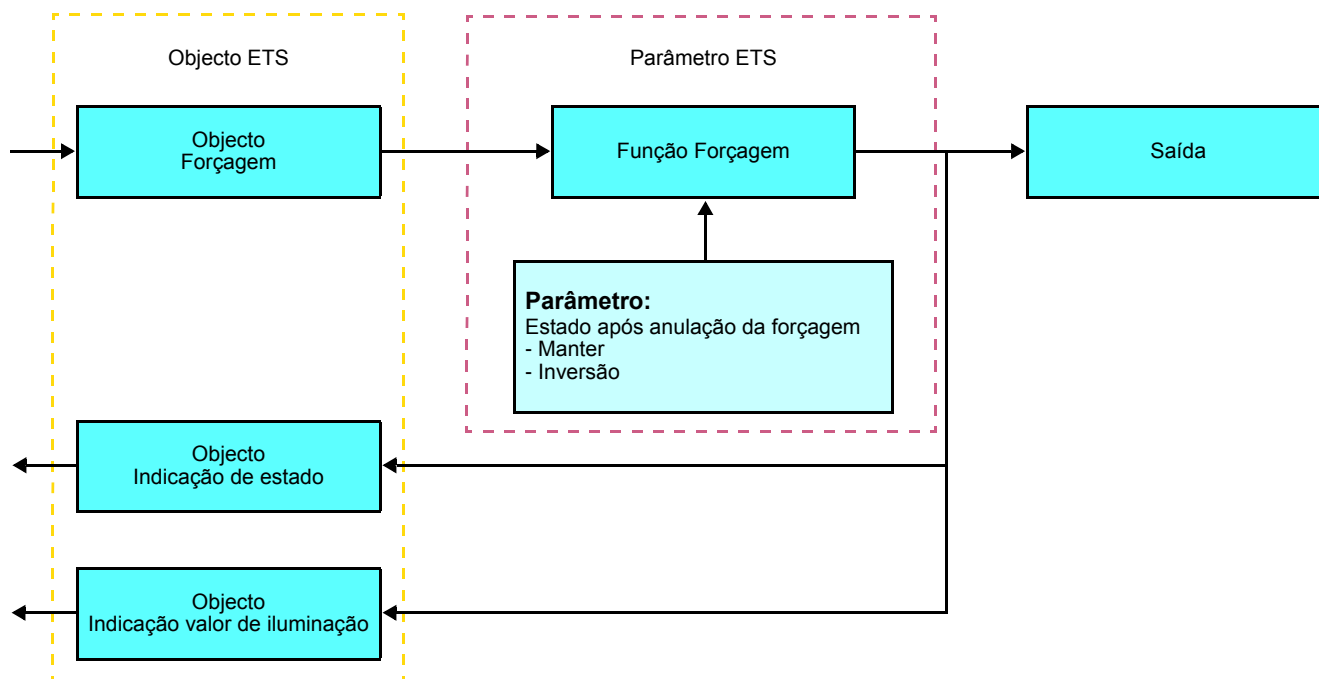 Objecto ETS
Parâmetro ETS
Objecto
Forçagem
Função Forçagem
Saída
Parâmetro:
Estado após anulação da forçagem
- Manter
- Inversão
Objecto
Indicação de estado
Objecto
Indicação valor de iluminação